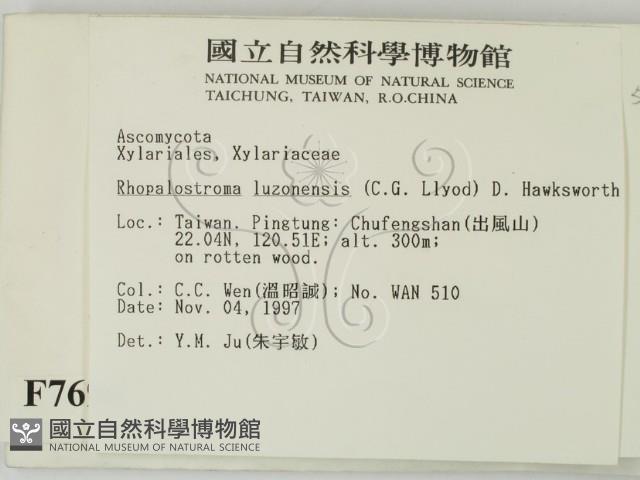 國立自然科學博物館
NATIONAL MUSEUM OF NATURAL SCIENCE
TAICHUNG, TAIWAN, R.O.CHINA
Ascomycota
Xylariales, Xylariaceae
Rhopalostroma luzonensis (C.G. Llyod) D. Hawksworth
Loc.: Taiwan. Pingtung: Chufengshan(出風山)
22.04N, 120.51E; alt. 300m;
on rotten wood.
Col.: C.C. Wen(溫昭誠); No. WAN 510
Date: Nov. 04, 1997
Det.: Y.M. Ju(朱宇敏)
國立自然科學博物館
NATIONAL MUSEUM OF NATURAL SCIENCE